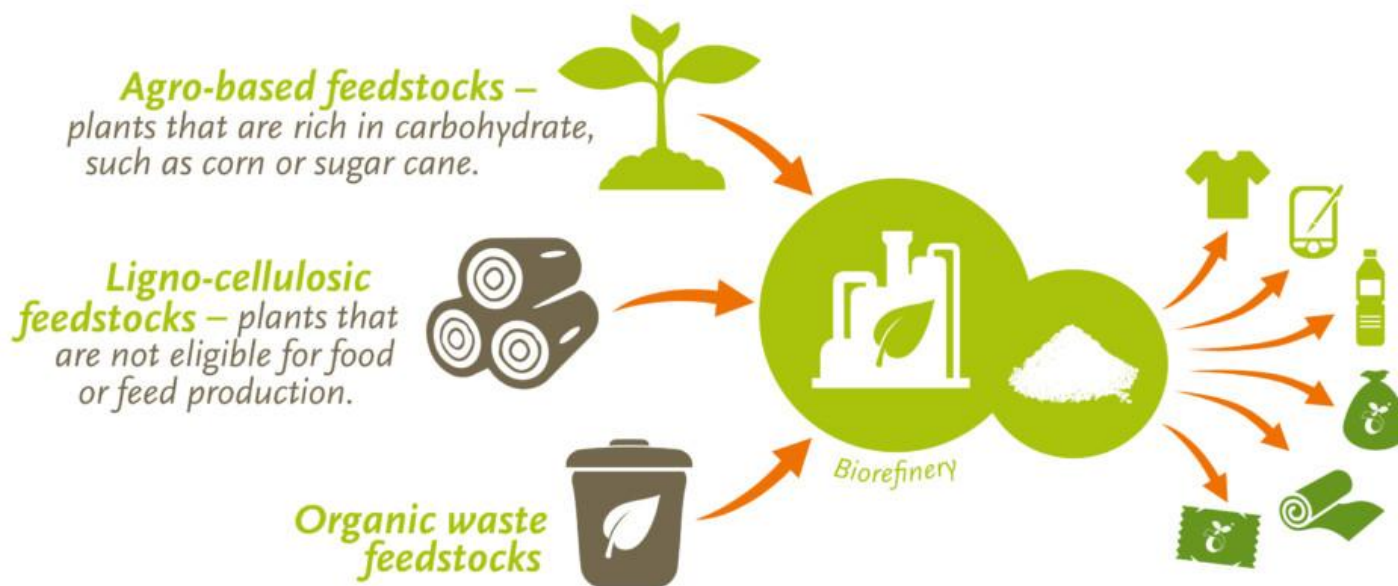 Agro-based feedstocks –
plants that are rich in carbohydrate,
such as corn or sugar cane.
Ligno-cellulosic
feedstocks – plants that
are not eligible for food
or feed production.
Organic waste
feedstocks
Biorefinery